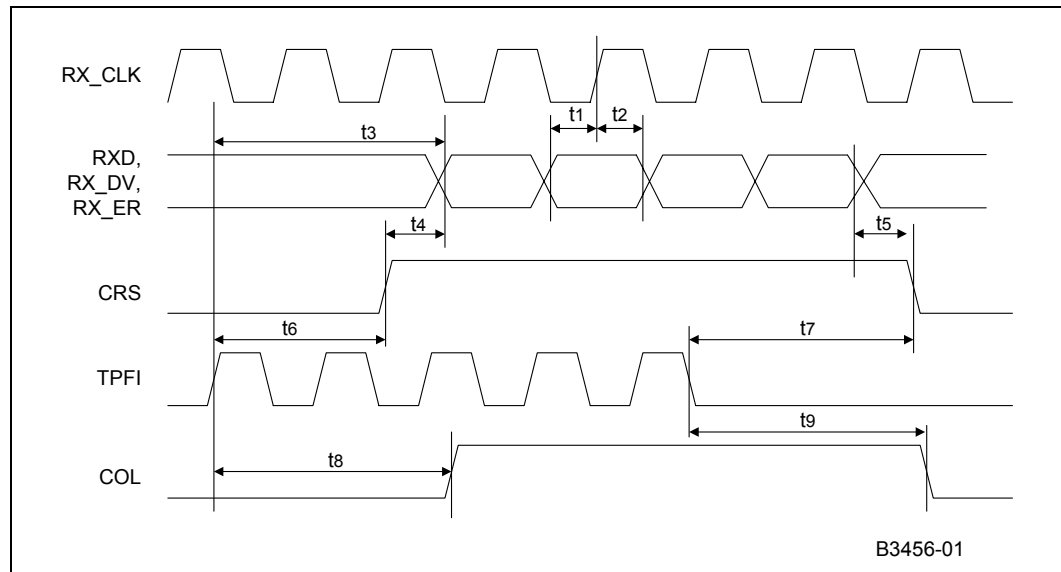 RX_CLK
t1
t2
t3
RXD,
RX_DV,
RX_ER
t4
t5
CRS
t6
t7
TPFI
t9
t8
COL
B3456-01